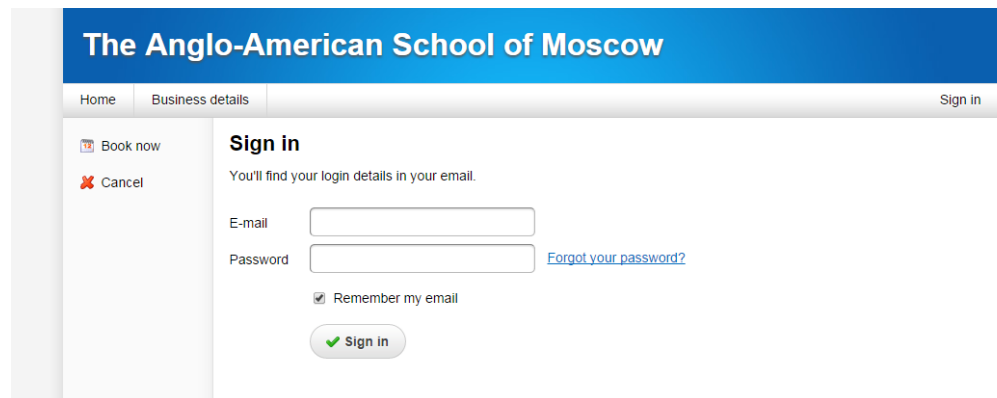 The Anglo-American School of Moscow
Home Business details Sign in
Book now
Cancel
Sign in
You'll find your login details in your email.
E-mail
Password Forgot your password?
Remember my email
Sign in